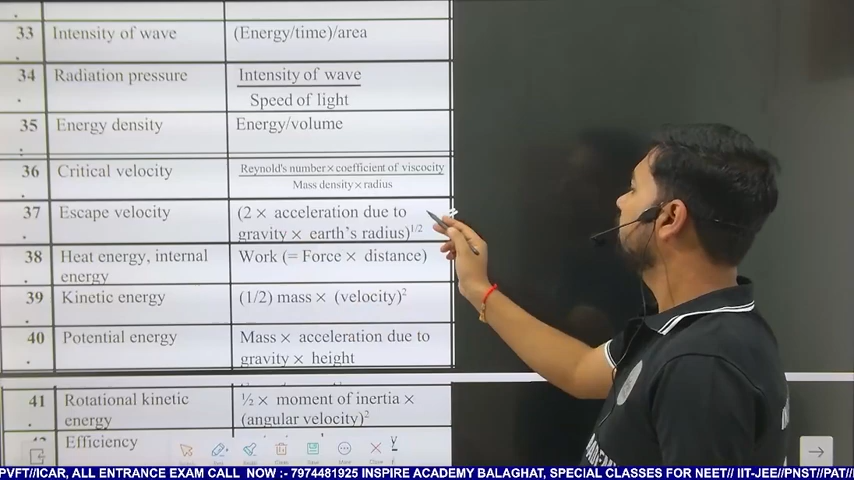 33 Intensity of wave (Energy/time)/area
.
34 Radiation pressure Intensity of wave
. Speed of light
35 Energy density Energy/volume
.
36 Critical velocity Reynold's number × coefficient of viscocity
. Mass density × radius
37 Escape velocity (2 × acceleration due to
. gravity × earth's radius)1/2
38 Heat energy, internal Work (= Force × distance)
. energy
39 Kinetic energy (1/2) mass × (velocity)2
.
40 Potential energy Mass × acceleration due to
. gravity × height
41 Rotational kinetic ½ × moment of inertia ×
. energy (angular velocity)2
Efficiency
PVFT//ICAR, ALL ENTRANCE EXAM CALL NOW :- 7974481925 INSPIRE ACADEMY BALAGHAT, SPECIAL CLASSES FOR NEET// IIT-JEE//PNST//PAT//